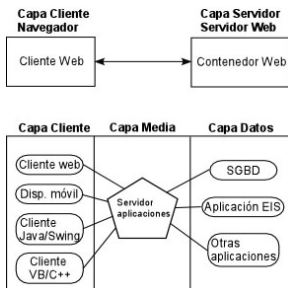 Capa Cliente
Navegador
Capa Servidor
Servidor Web
Cliente Web
Contenedor Web
Capa Cliente
Capa Media
Capa Datos
Cliente web
Disp. móvil
Cliente
Java/Swing
Cliente
VB/C++
Servidor
aplicaciones
SGBD
Aplicación EIS
Otras
aplicaciones